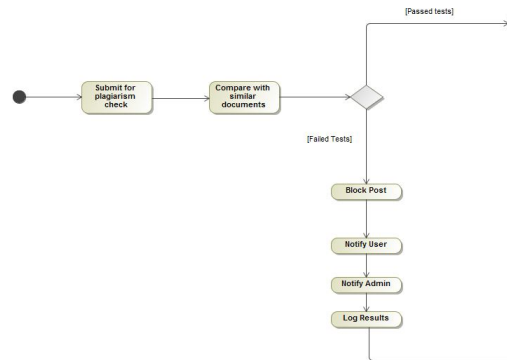 [Passed tests]
Submit for
plagiarism
check
Compare with
similar
documents
[Failed Tests]
Block Post
Notify User
Notify Admin
Log Results